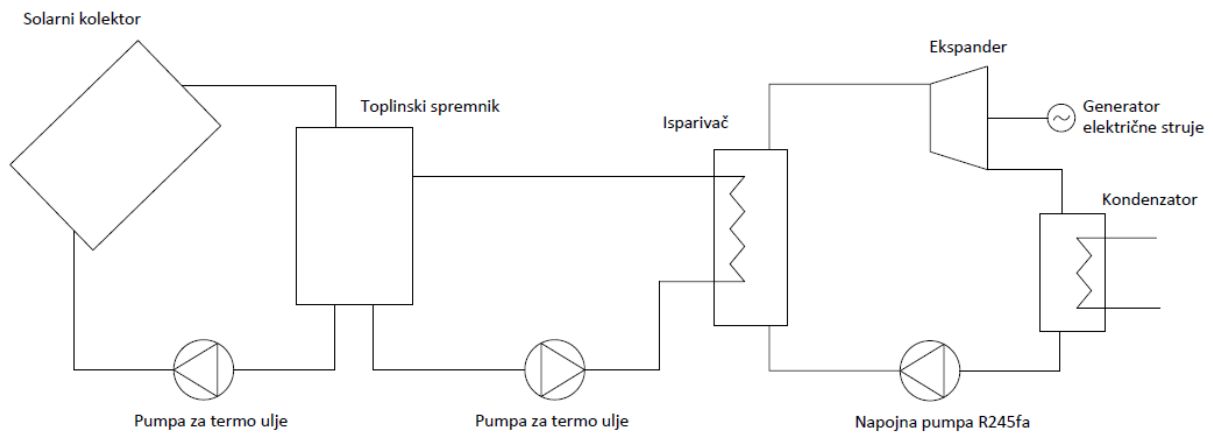 Solarni kolektor
Toplinski spremnik
Isparivač
Ekspander
Generator
električne struje
Kondenzator
Pumpa za termo ulje
Pumpa za termo ulje
Napojna pumpa R245fa